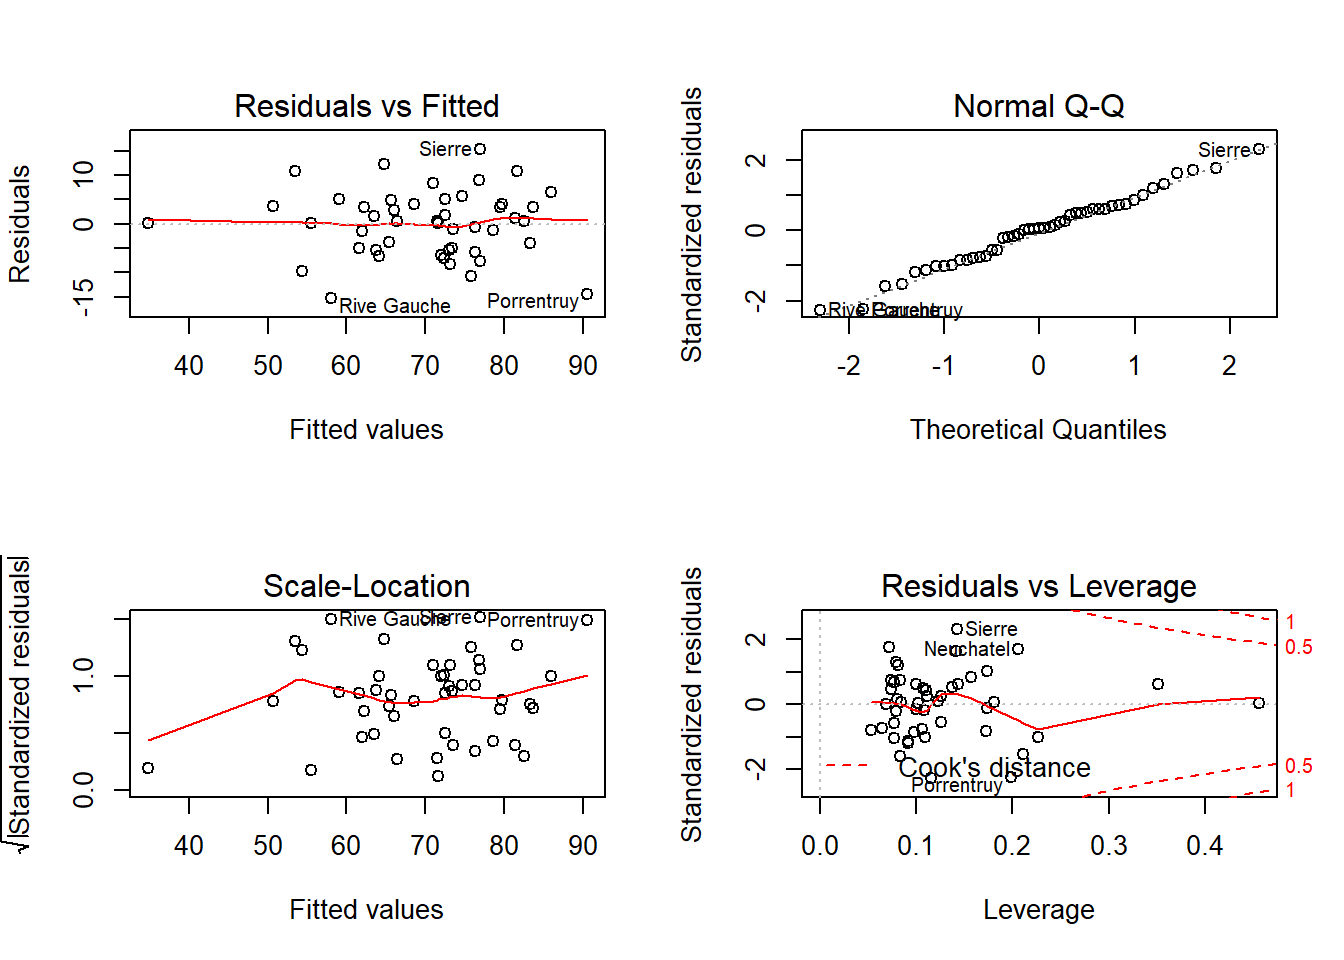 Residuals vs Fitted
Residuals
10
0
-15
Sierre
Rive Gauche
Porrentruy
40 50 60 70 80 90
Fitted values
Normal Q-Q
Standardized residuals
2
0
-2
Sierre
Rive Gauche
Porrentruy
-2 -1 0 1 2
Theoretical Quantiles
Scale-Location
√|Standardized residuals|
1.0
0.0
Rive Gauche
Sierre
Porrentruy
40 50 60 70 80 90
Fitted values
Residuals vs Leverage
Standardized residuals
2
0
-2
Sierre
Neuchatel
Porrentruy
Cook's distance
1
0.5
0.5
1
0.0 0.1 0.2 0.3 0.4
Leverage